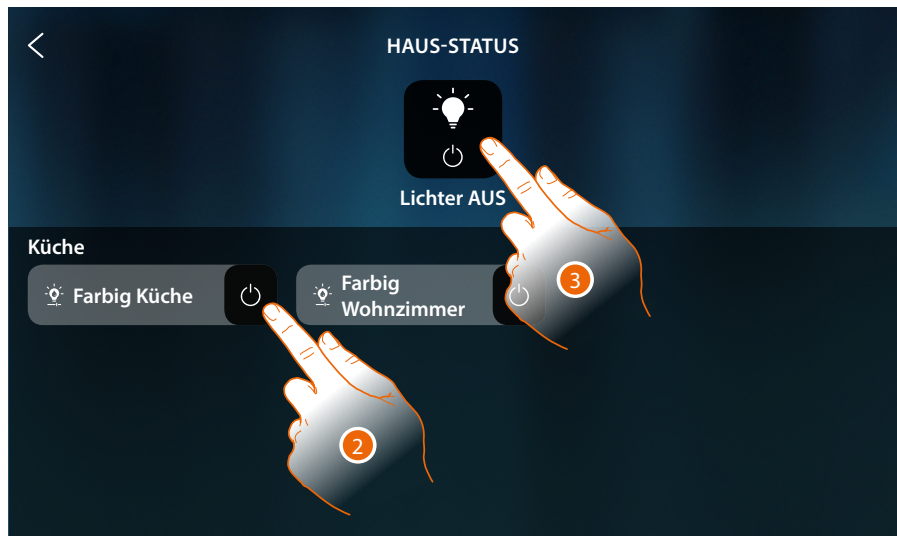 HAUS-STATUS
Lichter AUS
Küche
Farbig Küche
Farbig
Wohnzimmer
3
2